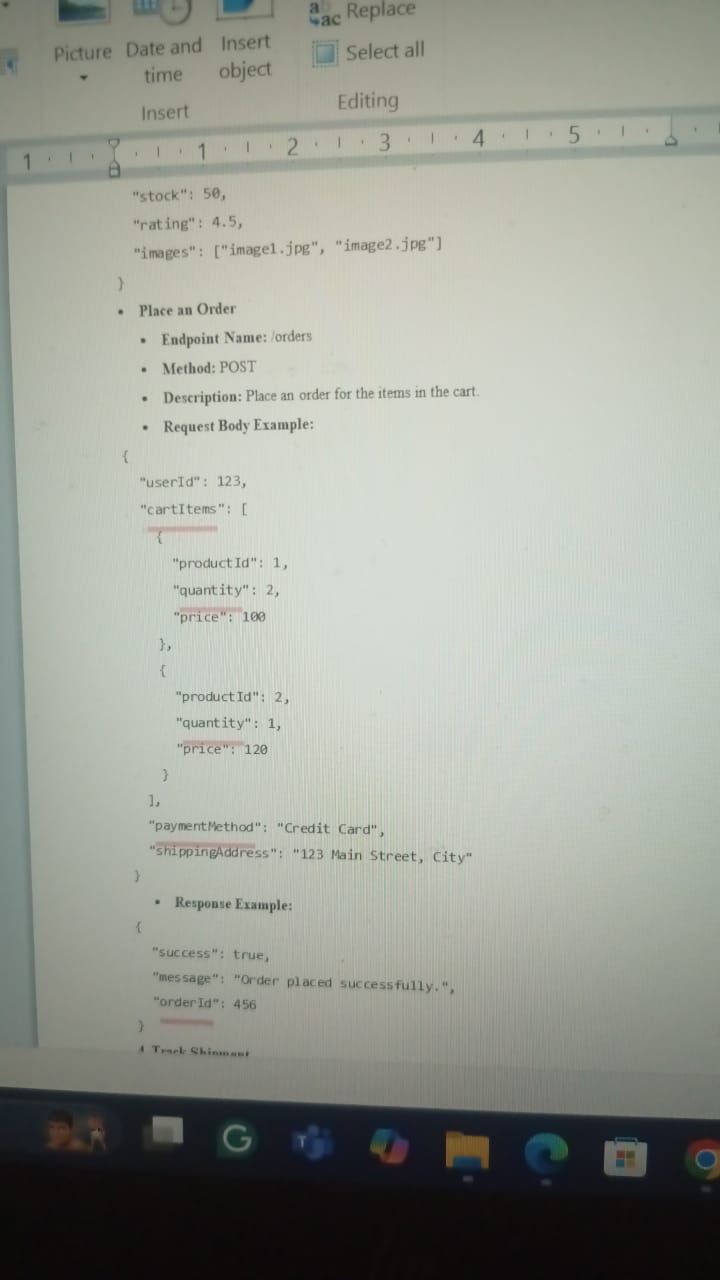 Replace
Picture
Date and time
Insert object
Select all
Insert
Editing
1 1 2 3 4 5
"stock": 50,
"rating": 4.5,
"images": ["image1.jpg", "image2.jpg"]
}
• Place an Order
• Endpoint Name: /orders
• Method: POST
• Description: Place an order for the items in the cart.
• Request Body Example:
{
"userId": 123,
"cartItems": [
{
"productId": 1,
"quantity": 2,
"price": 100
},
{
"productId": 2,
"quantity": 1,
"price": 120
}
],
"paymentMethod": "Credit Card",
"shippingAddress": "123 Main Street, City"
}
• Response Example:
{
"success": true,
"message": "Order placed successfully.",
"orderId": 456
}
4 Track Shipment